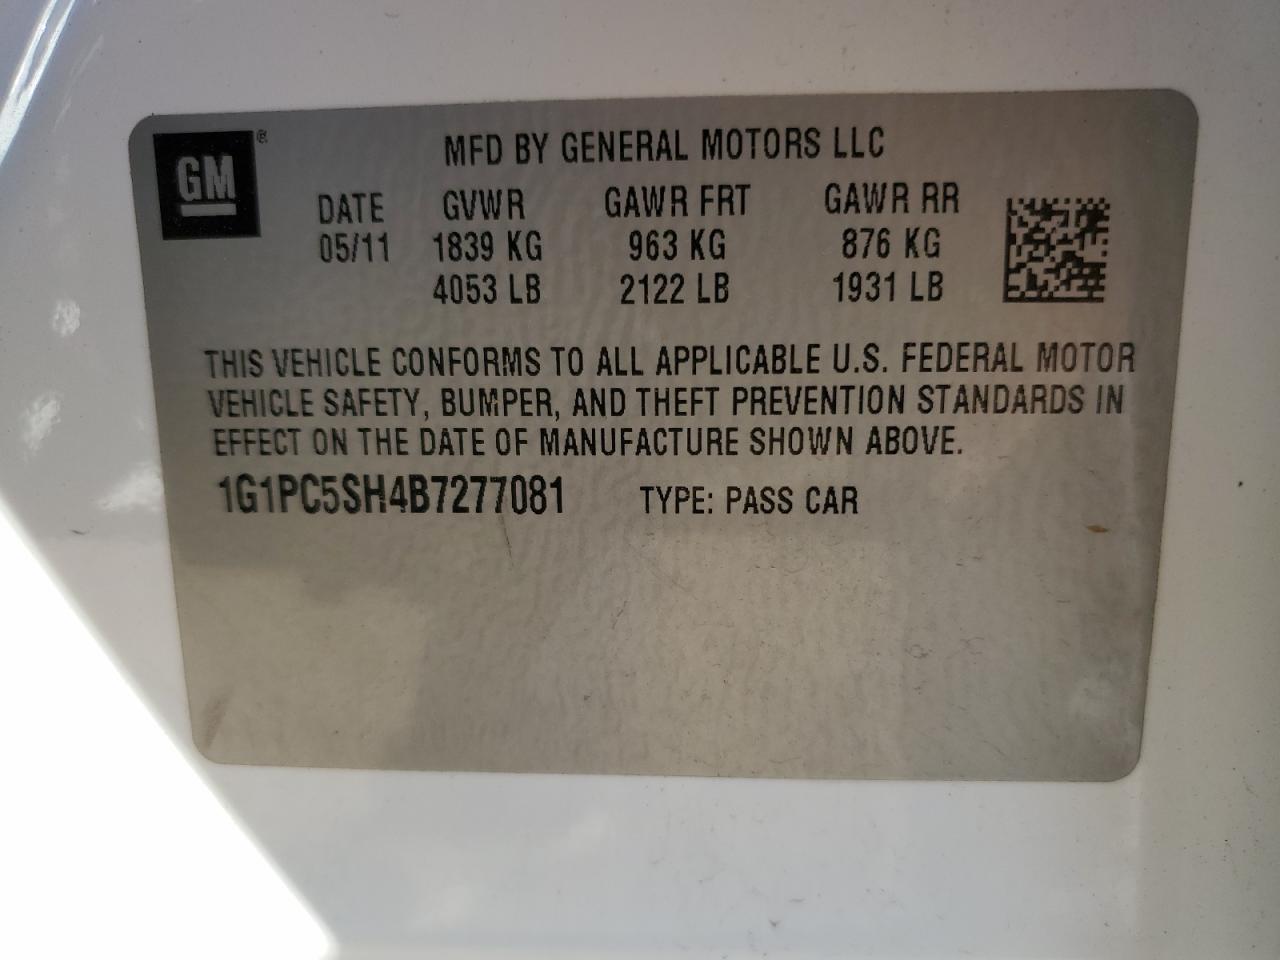 GM ®
MFD BY GENERAL MOTORS LLC
DATE GVWR GAWR FRT GAWR RR
05/11 1839 KG 963 KG 876 KG
4053 LB 2122 LB 1931 LB
THIS VEHICLE CONFORMS TO ALL APPLICABLE U.S. FEDERAL MOTOR
VEHICLE SAFETY, BUMPER, AND THEFT PREVENTION STANDARDS IN
EFFECT ON THE DATE OF MANUFACTURE SHOWN ABOVE.
1G1PC5SH4B7277081 TYPE: PASS CAR